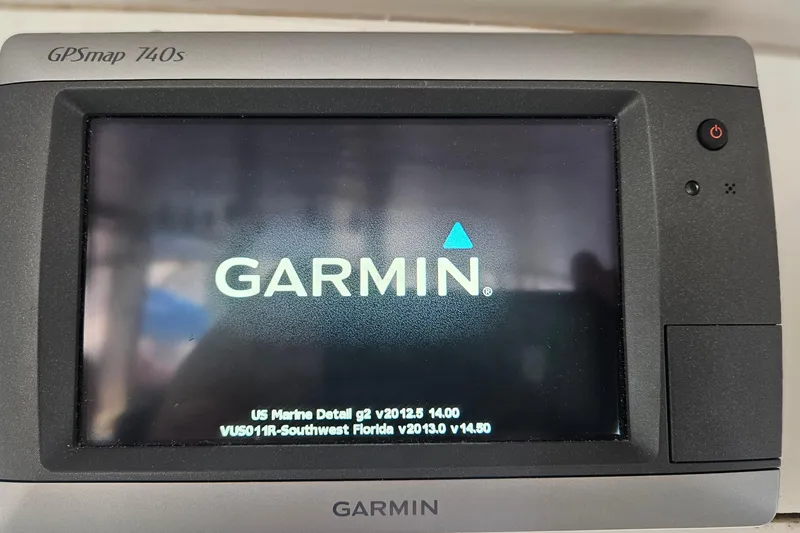 GPSmap 740s
GARMIN®
US Marine Detail g2 v2012.5 14.00
VUS011R-Southwest Florida v2013.0 v14.50
GARMIN